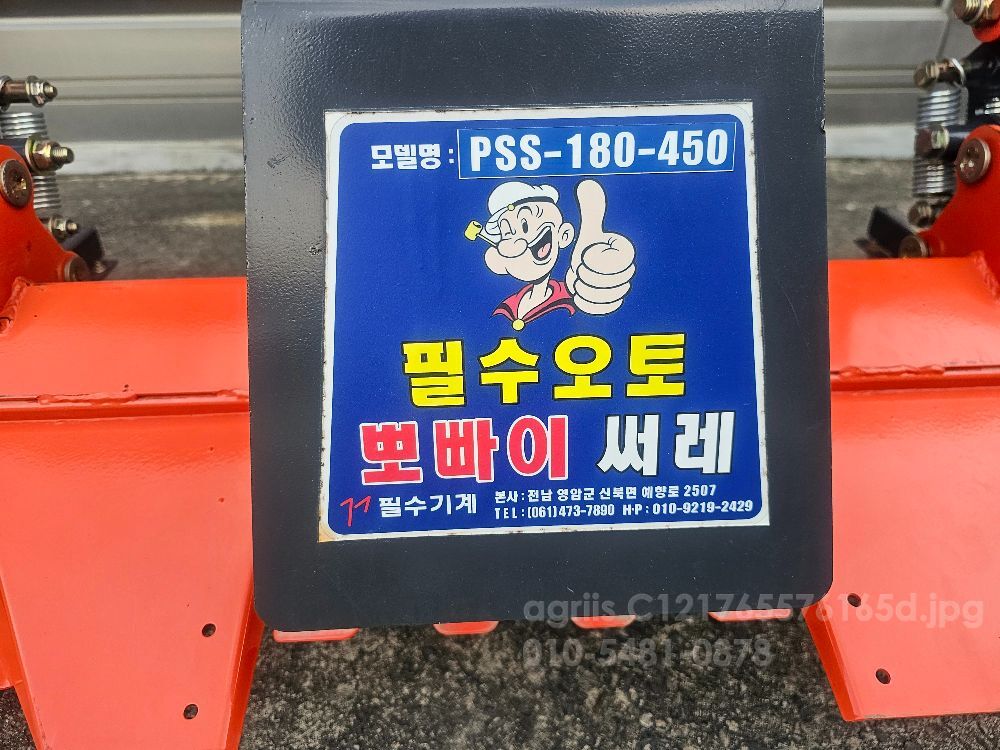 모델명 : PSS-180-450
필수오토
뽀빠이 써레
필수기계
본사 : 전남 영암군 신북면 예향로 2507
TEL : (061)473-7890 H·P : 010-9219-2429
agriis C121765576165d.jpg
010-5481-0878